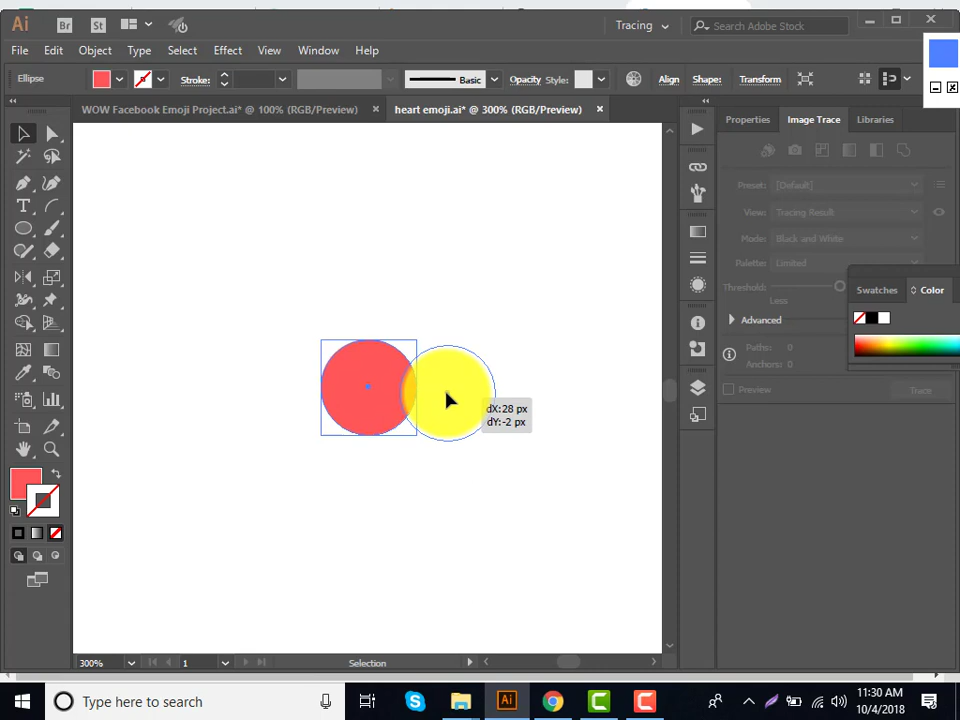 Ai Br St Tracing Search Adobe Stock
File Edit Object Type Select Effect View Window Help
Ellipse Stroke: Basic Opacity Style: Align Shape: Transform
WOW Facebook Emoji Project.ai* @ 100% (RGB/Preview) heart emoji.ai* @ 300% (RGB/Preview)
Properties Image Trace Libraries
Preset: [Default]
View: Tracing Result
Mode: Black and White
Palette: Limited
Threshold:
Less
Swatches Color
Advanced
Paths: 0
Anchors: 0
Preview Trace
dX:28 px
dY:-2 px
300% 1 Selection
Type here to search
Ai
11:30 AM
10/4/2018